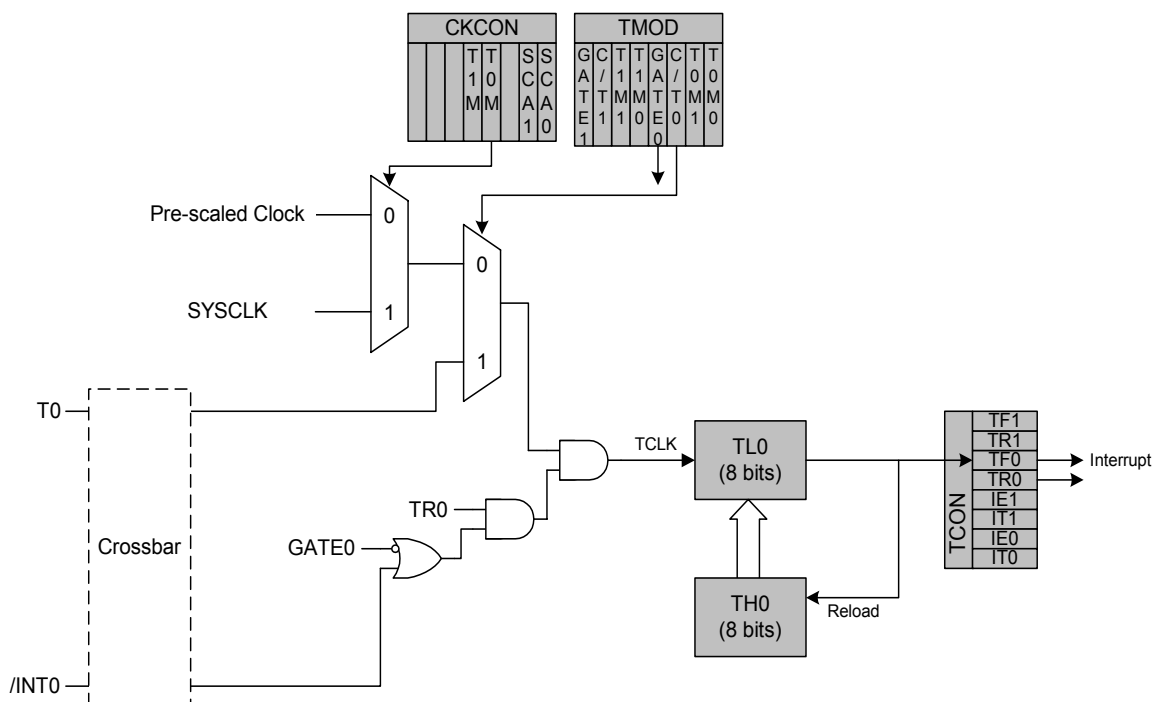 CKCON
T1M
T0M
SCA1
SCA0
TMOD
GATE1
C/T1
T1M1
T1M0
GATE0
C/T0
T0M1
T0M0
Pre-scaled Clock
0
1
SYSCLK
0
1
T0
Crossbar
/INT0
TR0
GATE0
TCLK
TL0
(8 bits)
TH0
(8 bits)
Reload
TCON
TF1
TR1
TF0
TR0
IE1
IT1
IE0
IT0
Interrupt